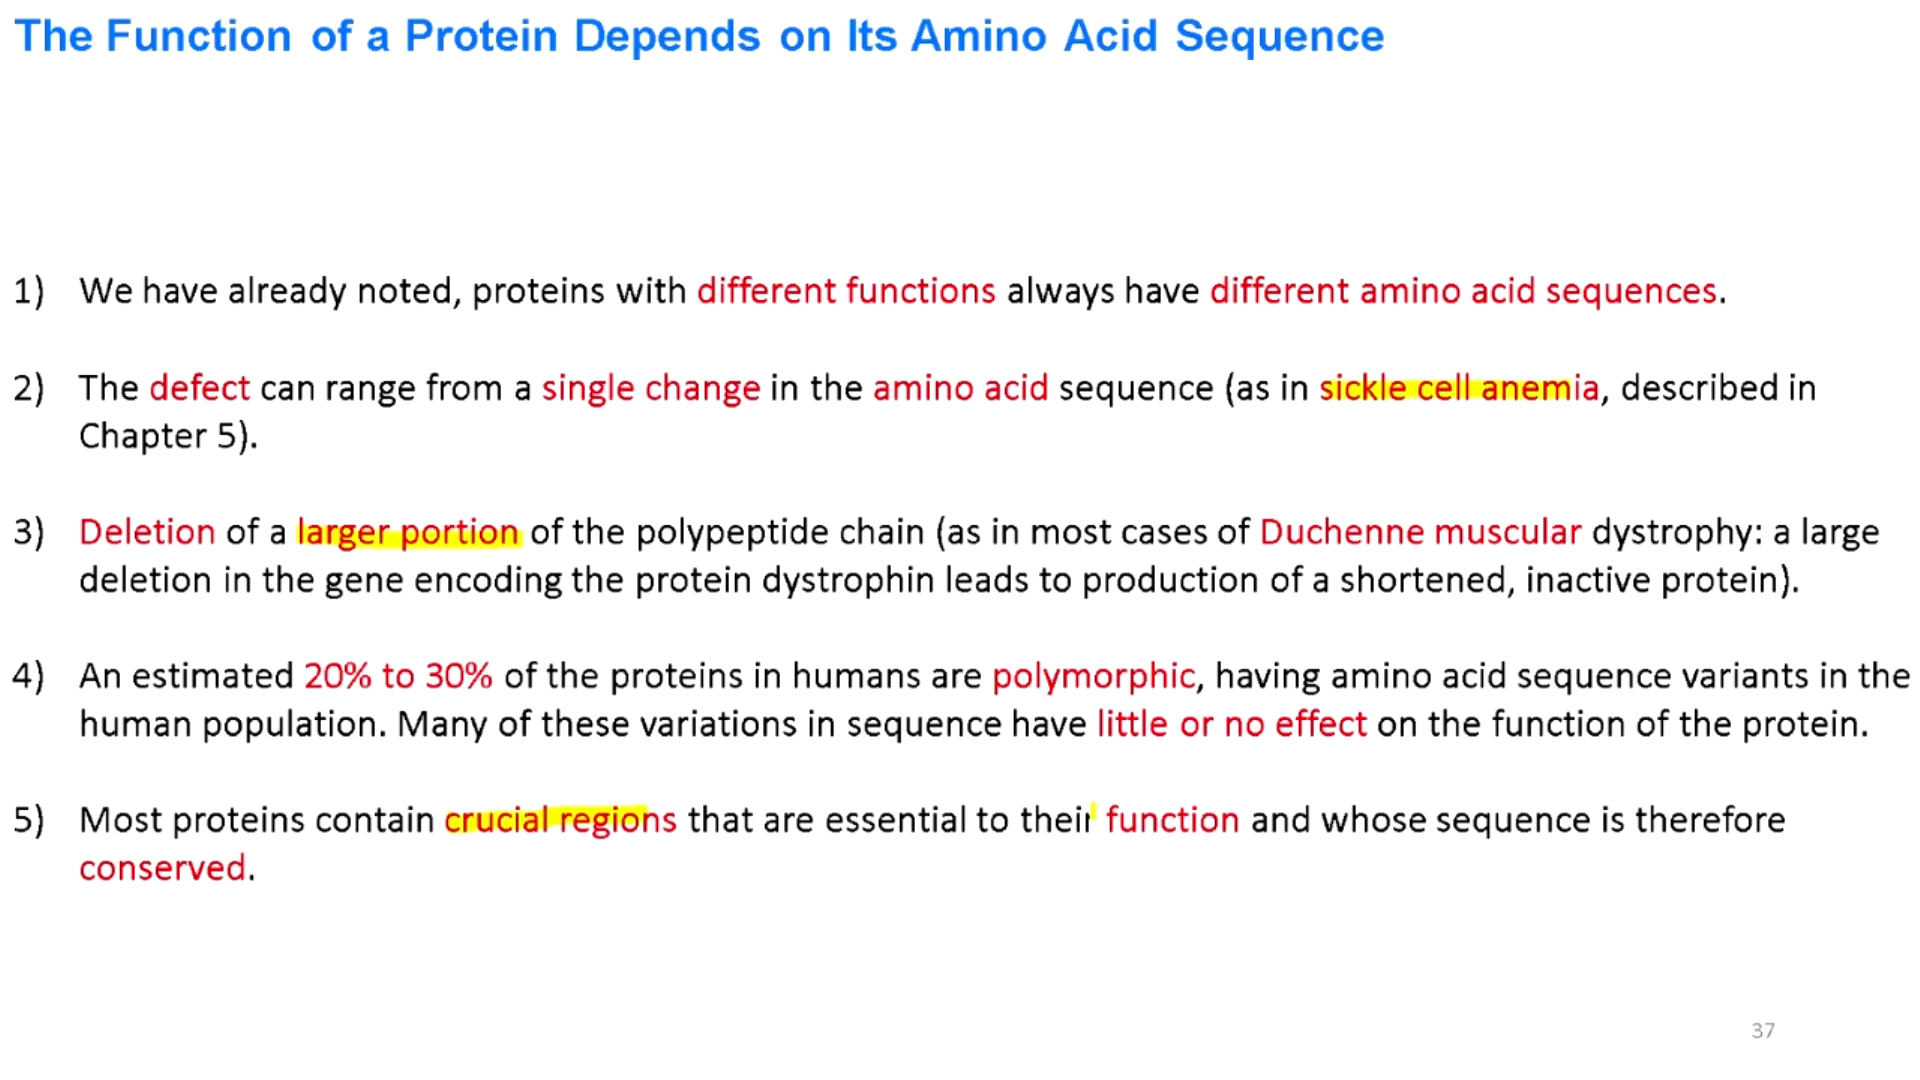 The Function of a Protein Depends on Its Amino Acid Sequence
1) We have already noted, proteins with different functions always have different amino acid sequences.
2) The defect can range from a single change in the amino acid sequence (as in sickle cell anemia, described in
Chapter 5).
3) Deletion of a larger portion of the polypeptide chain (as in most cases of Duchenne muscular dystrophy: a large
deletion in the gene encoding the protein dystrophin leads to production of a shortened, inactive protein).
4) An estimated 20% to 30% of the proteins in humans are polymorphic, having amino acid sequence variants in the
human population. Many of these variations in sequence have little or no effect on the function of the protein.
5) Most proteins contain crucial regions that are essential to their function and whose sequence is therefore
conserved.
37